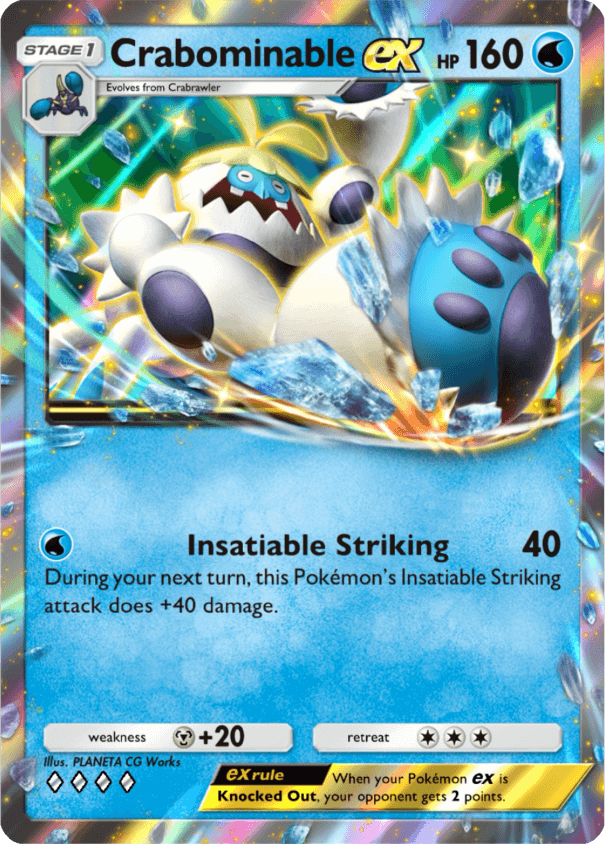 STAGE 1 Crabominable ex HP 160
Evolves from Crabrawler
Insatiable Striking 40
During your next turn, this Pokémon's Insatiable Striking
attack does +40 damage.
weakness +20 retreat
Illus. PLANETA CG Works
ex rule When your Pokémon ex is
Knocked Out, your opponent gets 2 points.